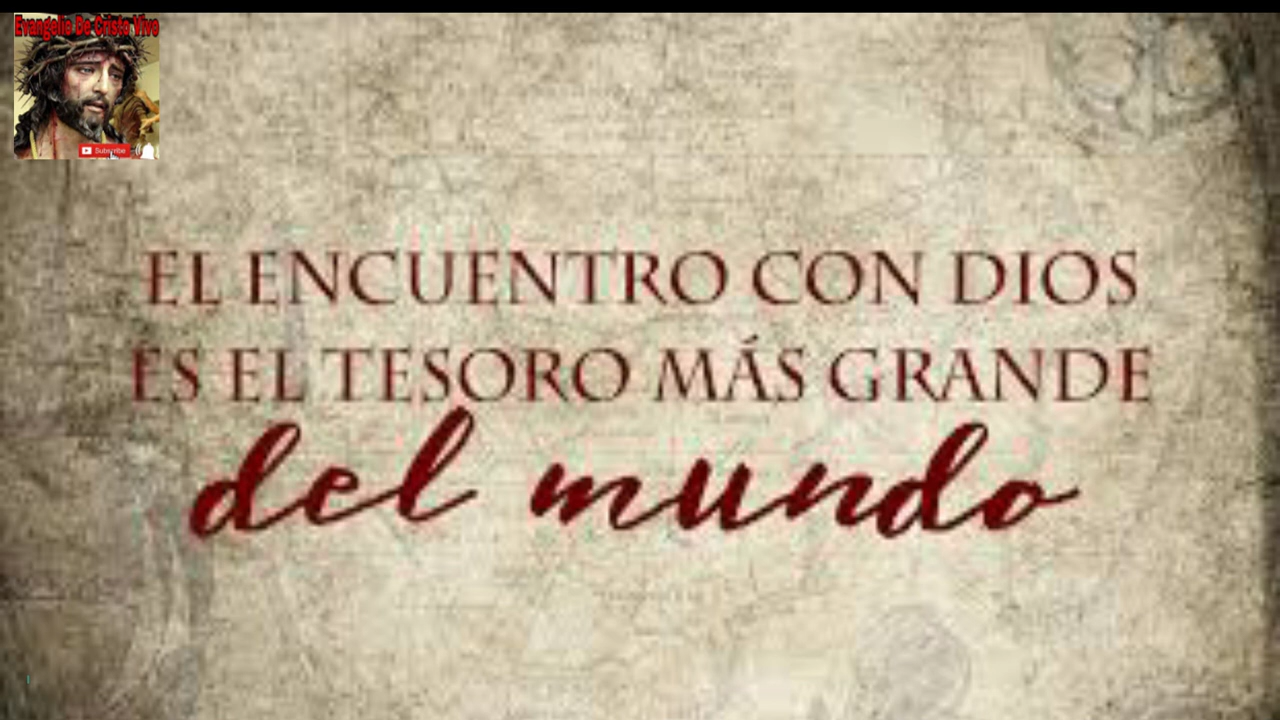 Evangelio De Cristo Vivo
Subscribe
EL ENCUENTRO CON DIOS
ES EL TESORO MÁS GRANDE
del mundo